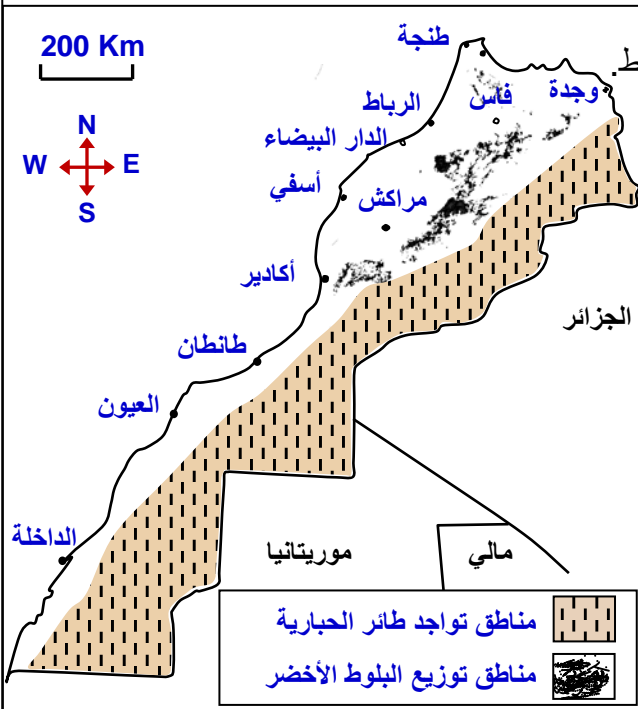 200 Km
N
W E
S
طنجة
ط.
وجدة
فاس
الرباط
الدار البيضاء
أسفي
مراكش
أكادير
الجزائر
طانطان
العيون
الداخلة
موريتانيا
مالي
مناطق تواجد طائر الحبارية
مناطق توزيع البلوط الأخضر